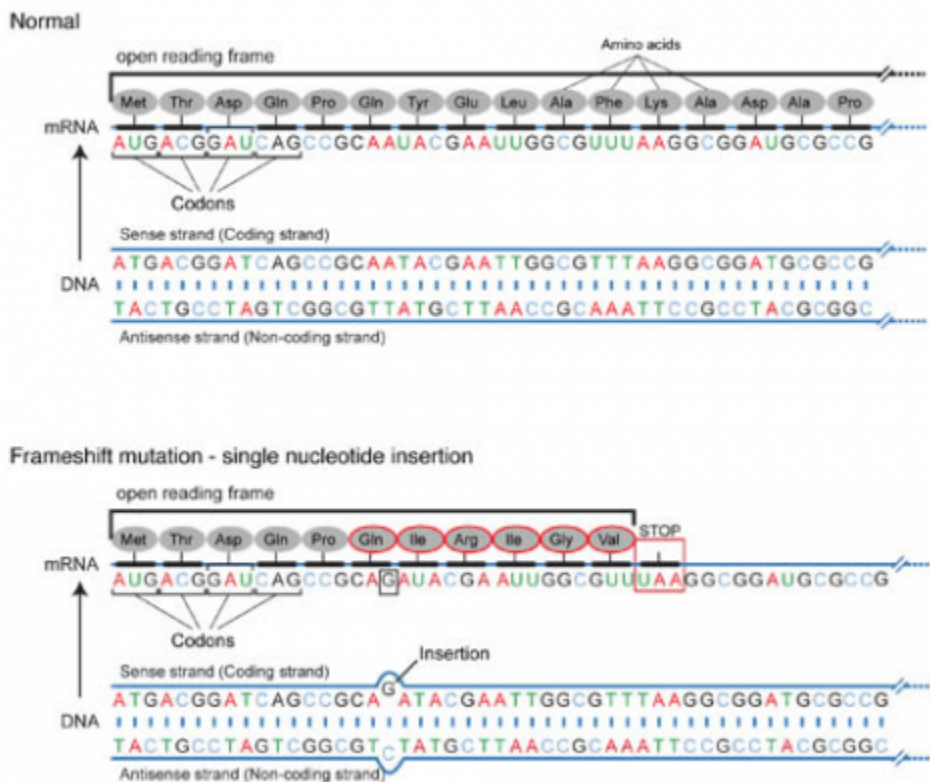 Normal
Amino acids
open reading frame
Met Thr Asp Gln Pro Gln Tyr Glu Leu Ala Phe Lys Ala Asp Ala Pro
mRNA
AUGACGGAUCAGCCGCAAUACGAAUUGGCGUUUAAGGCGGAUGCGCCG
Codons
Sense strand (Coding strand)
ATGACGGATCAGCCGCAATACGAATTGGCGTTTAAGGCGGATGCGCCG
DNA
TACTGCCTAGTCGGCGTTATGCTTAACCGCAAATTCCGCCTACGCGGC
Antisense strand (Non-coding strand)
Frameshift mutation - single nucleotide insertion
open reading frame
Met Thr Asp Gln Pro Gln Ile Arg Ile Gly Val STOP
mRNA
AUGACGGAUCAGCCGCAGAUACGAAUUGGCGUUUAAGGCGGAUGCGCCG
Codons
Insertion
Sense strand (Coding strand)
ATGACGGATCAGCCGCAGATACGAATTGGCGTTTAAGGCGGATGCGCCG
DNA
TACTGCCTAGTCGGCGTCTATGCTTAACCGCAAATTCCGCCTACGCGGC
Antisense strand (Non-coding strand)